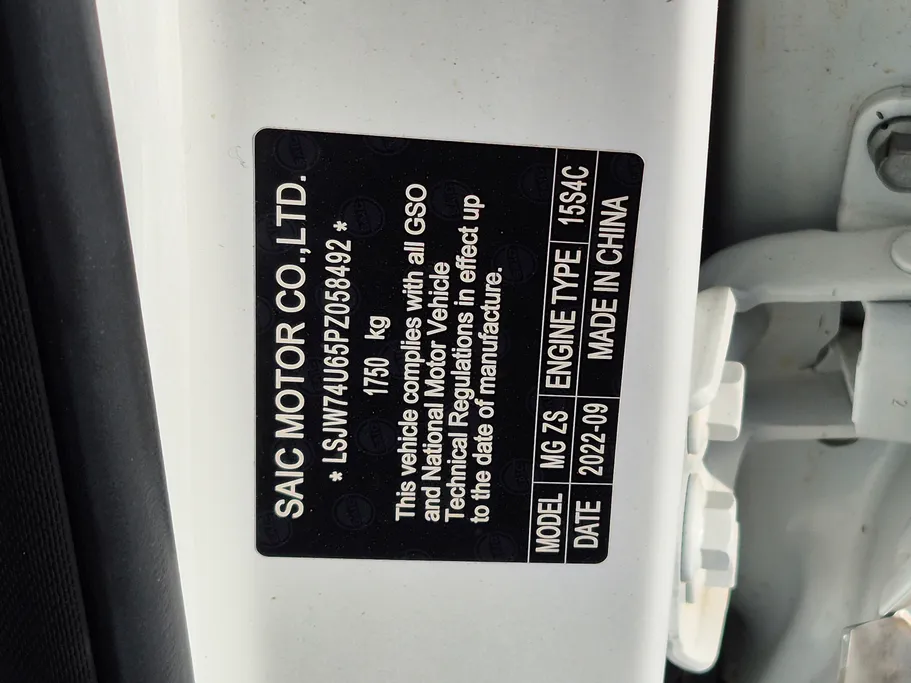 SAIC MOTOR CO.,LTD.
* LSJW74U65PZ058492 *
1750 kg
This vehicle complies with all GSO
and National Motor Vehicle
Technical Regulations in effect up
to the date of manufacture.
MODEL MG ZS ENGINE TYPE 15S4C
DATE 2022-09 MADE IN CHINA